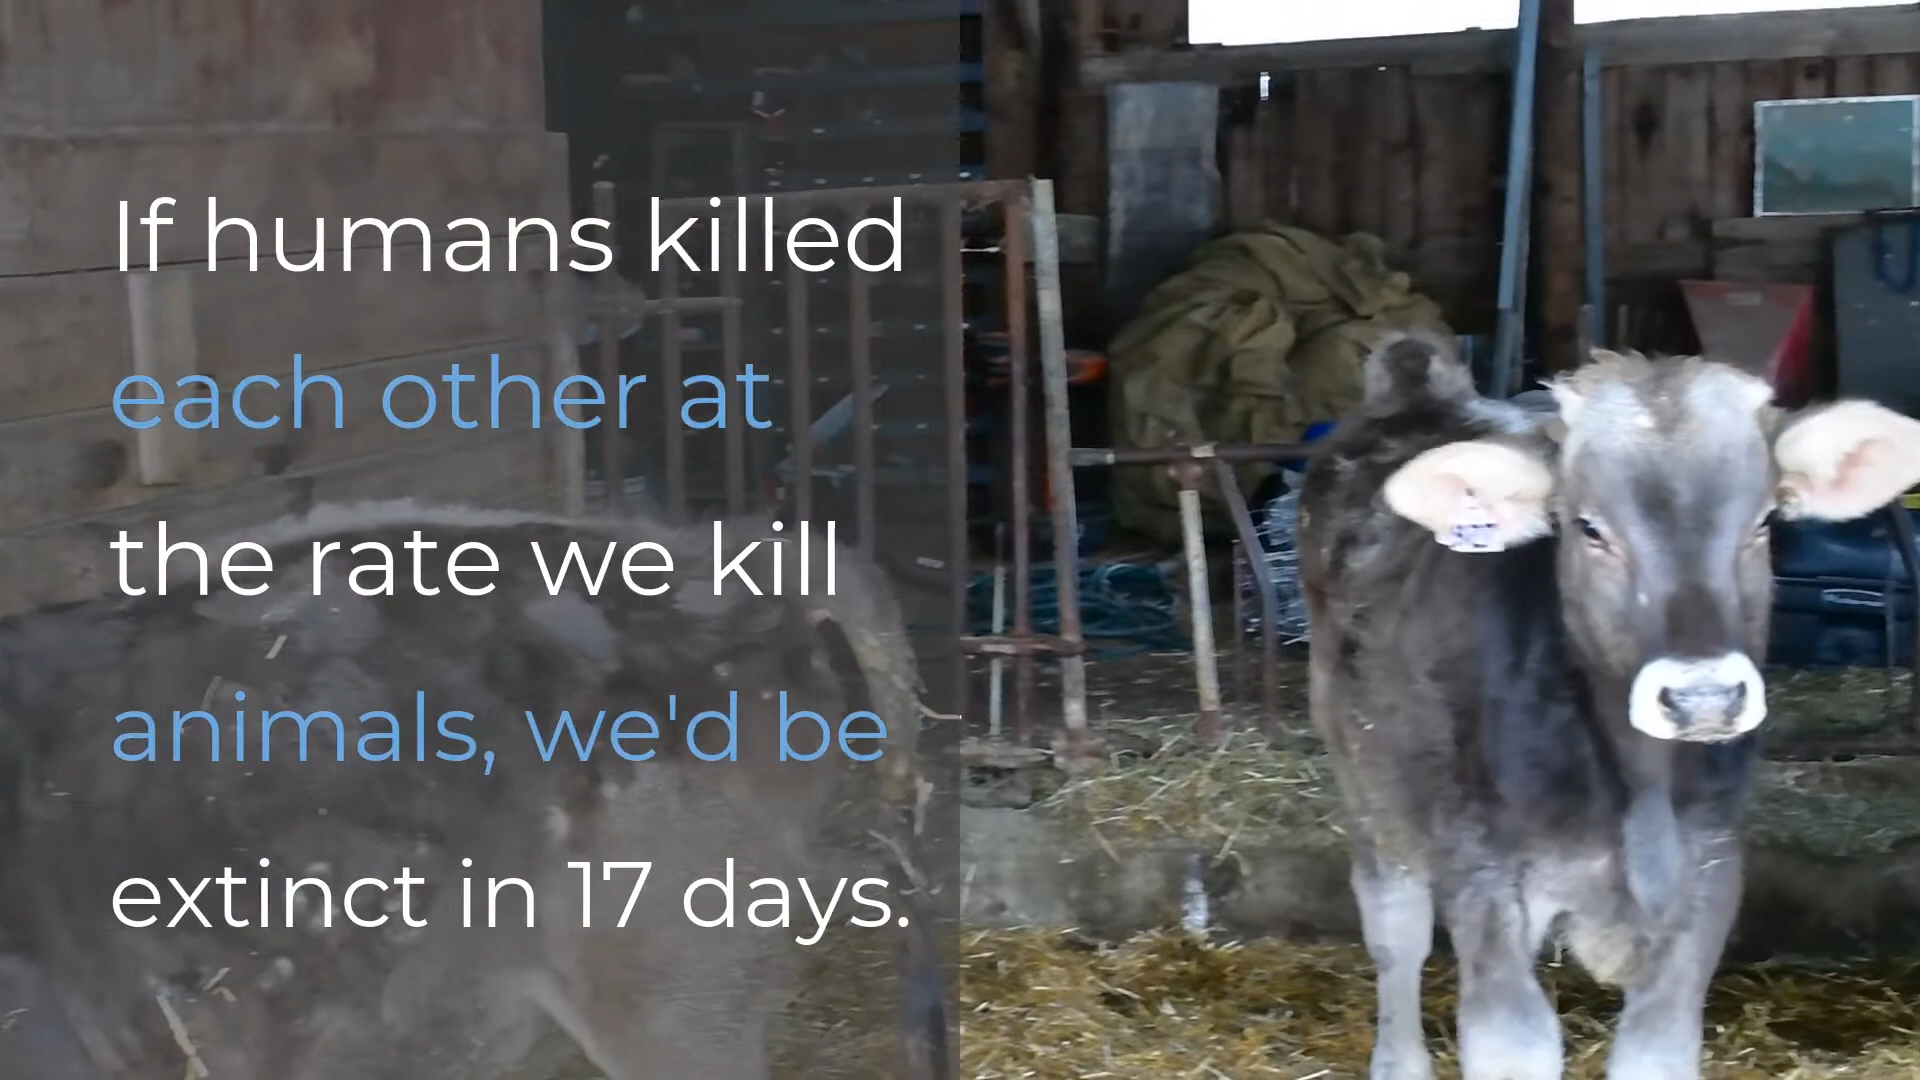 If humans killed
each other at
the rate we kill
animals, we'd be
extinct in 17 days.